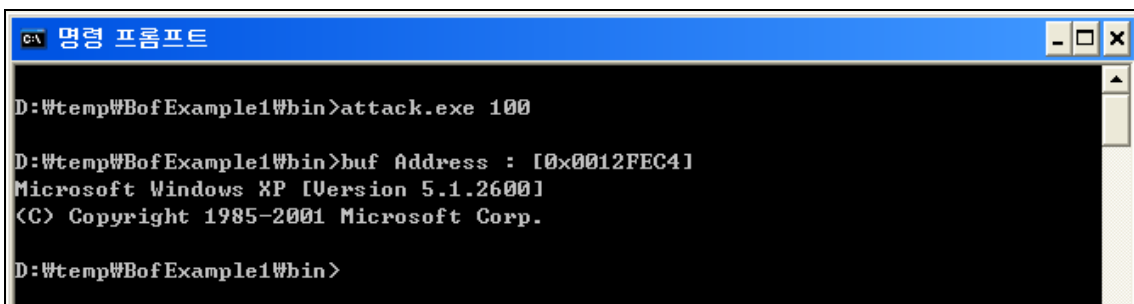 명령 프롬프트
D:₩temp₩BofExample1₩bin>attack.exe 100
D:₩temp₩BofExample1₩bin>buf Address : [0x0012FEC4]
Microsoft Windows XP [Version 5.1.2600]
(C) Copyright 1985-2001 Microsoft Corp.
D:₩temp₩BofExample1₩bin>